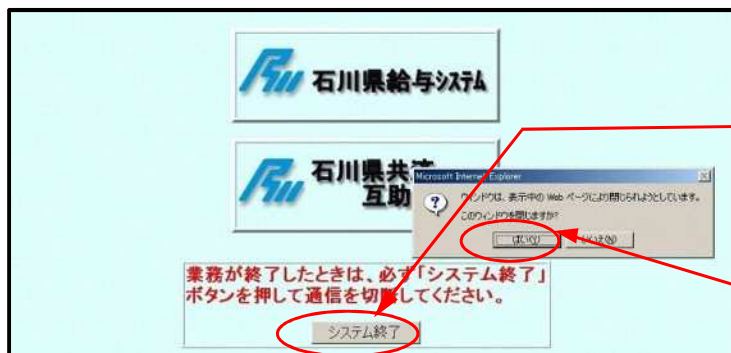 石川県給与システム
石川県共済
互助
Microsoft Internet Explorer
ウィンドウは、表示中の Web ページにより閉じられようとしています。
このウィンドウを閉じますか?
はい(Y)
いいえ(N)
業務が終了したときは、必ず「システム終了」
ボタンを押して通信を切断してください。
システム終了